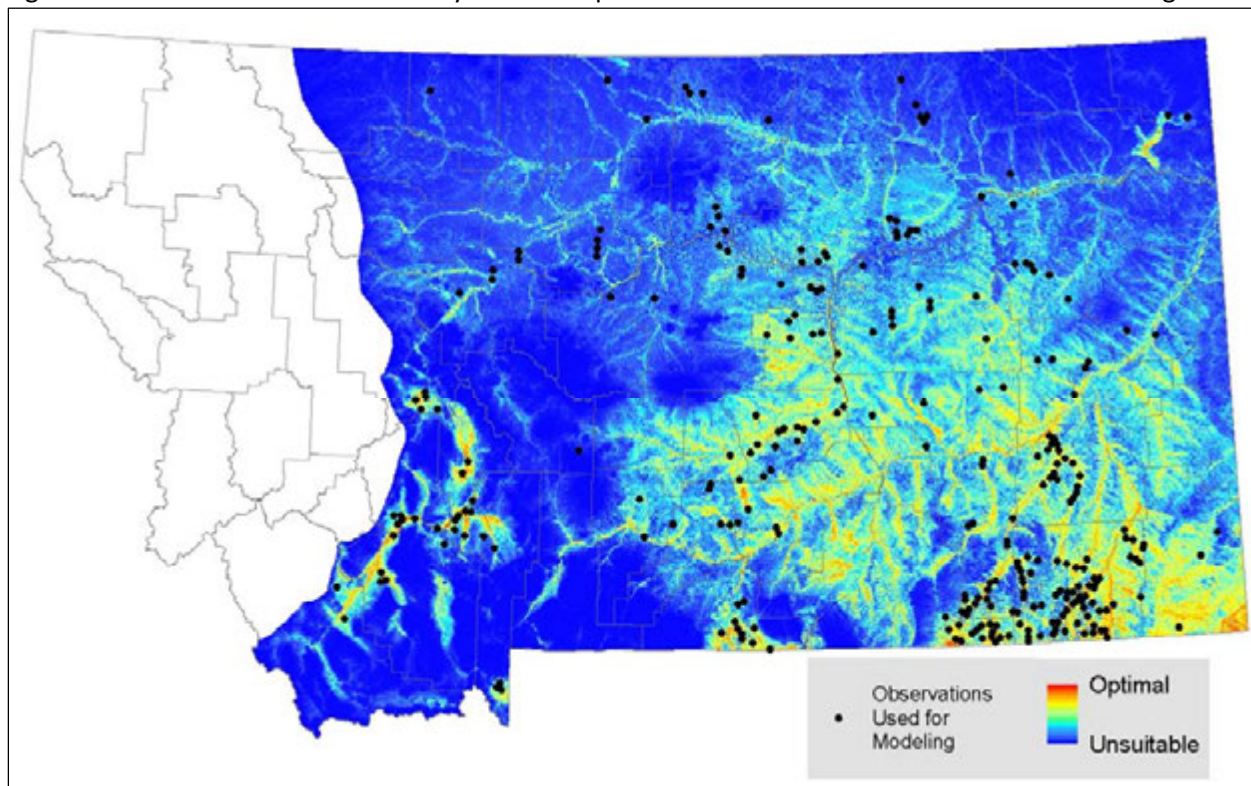 Observations
Used for
Modeling
Optimal
Unsuitable